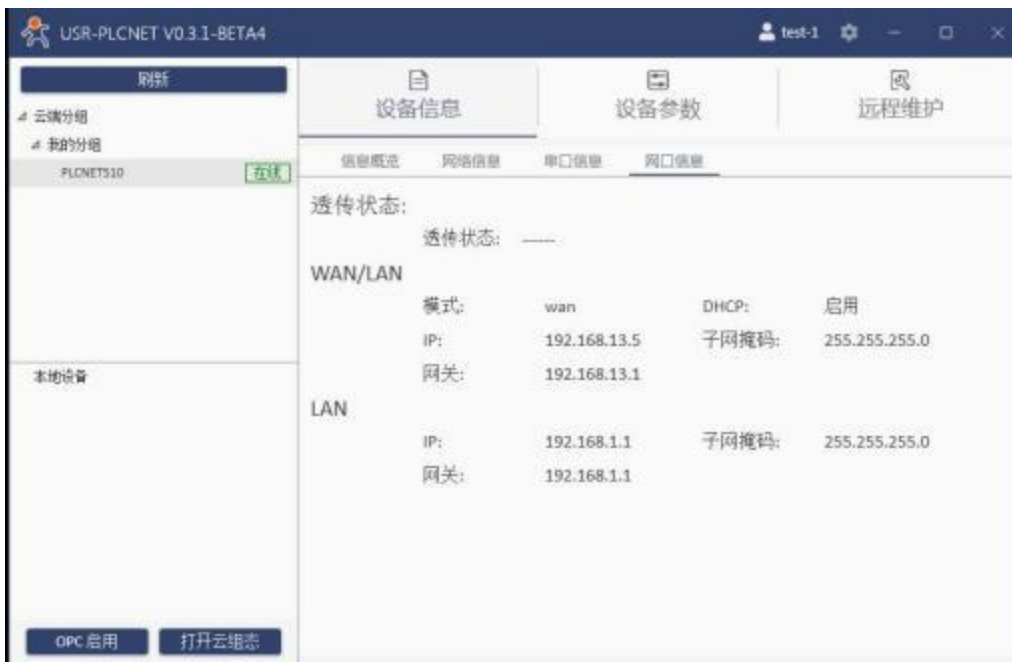 USR-PLCNET V0.3.1-BETA4
test-1
刷新
云端分组
我的分组
PLCNET510 在线
本地设备
OPC启用 打开云组态
设备信息 设备参数 远程维护
信息概览 网络信息 串口信息 网口信息
透传状态:
透传状态: ------
WAN/LAN
模式: wan DHCP: 启用
IP: 192.168.13.5 子网掩码: 255.255.255.0
网关: 192.168.13.1
LAN
IP: 192.168.1.1 子网掩码: 255.255.255.0
网关: 192.168.1.1